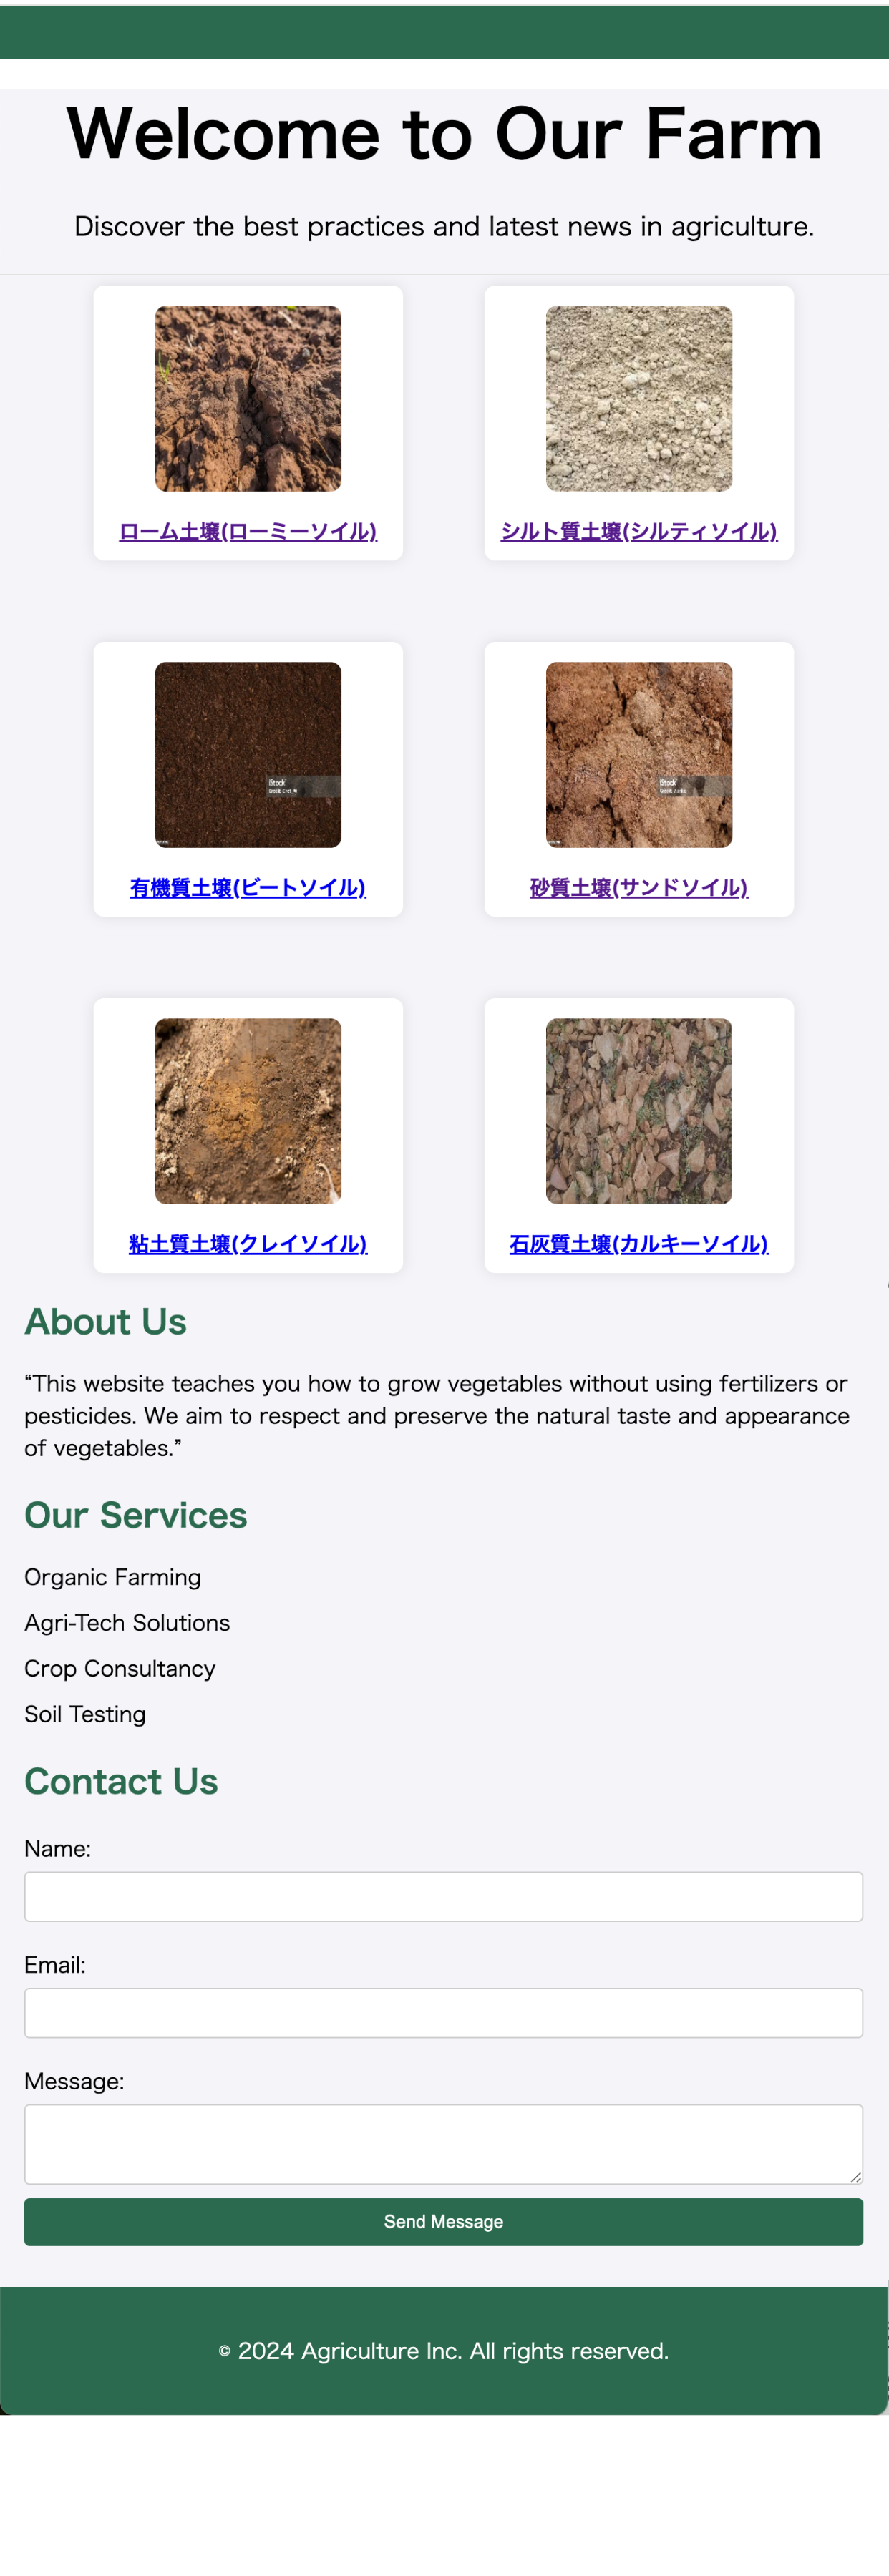 Welcome to Our Farm
Discover the best practices and latest news in agriculture.
ローム土壌(ローミーソイル)
シルト質土壌(シルティソイル)
iStock
iStock
有機質土壌(ビートソイル)
砂質土壌(サンドソイル)
粘土質土壌(クレイソイル)
石灰質土壌(カルキーソイル)
About Us
“This website teaches you how to grow vegetables without using fertilizers or
pesticides. We aim to respect and preserve the natural taste and appearance
of vegetables.”
Our Services
Organic Farming
Agri-Tech Solutions
Crop Consultancy
Soil Testing
Contact Us
Name:
Email:
Message:
Send Message
© 2024 Agriculture Inc. All rights reserved.